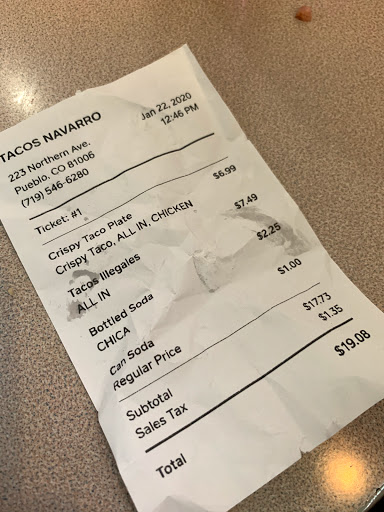 TACOS NAVARRO
223 Northern Ave.
Pueblo, CO 81006
(719) 546-6280
Jan 22, 2020
12:46 PM
Ticket: #1
Crispy Taco Plate $6.99
Crispy Taco, ALL IN, CHICKEN
Tacos Illegales $7.49
ALL IN
Bottled Soda $2.25
CHICA
Can Soda $1.00
Regular Price
Subtotal $17.73
Sales Tax $1.35
Total $19.08